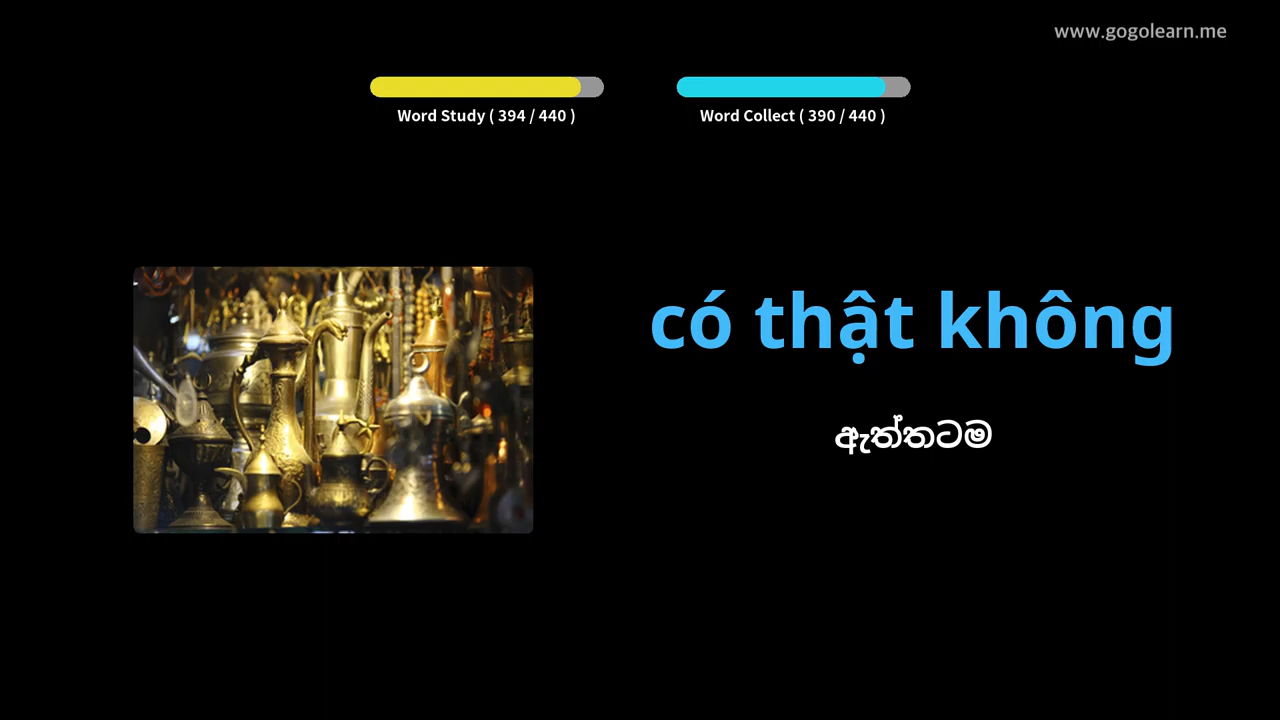 www.gogolearn.me
Word Study ( 394 / 440 )
Word Collect ( 390 / 440 )
có thật không
ඇත්තටම